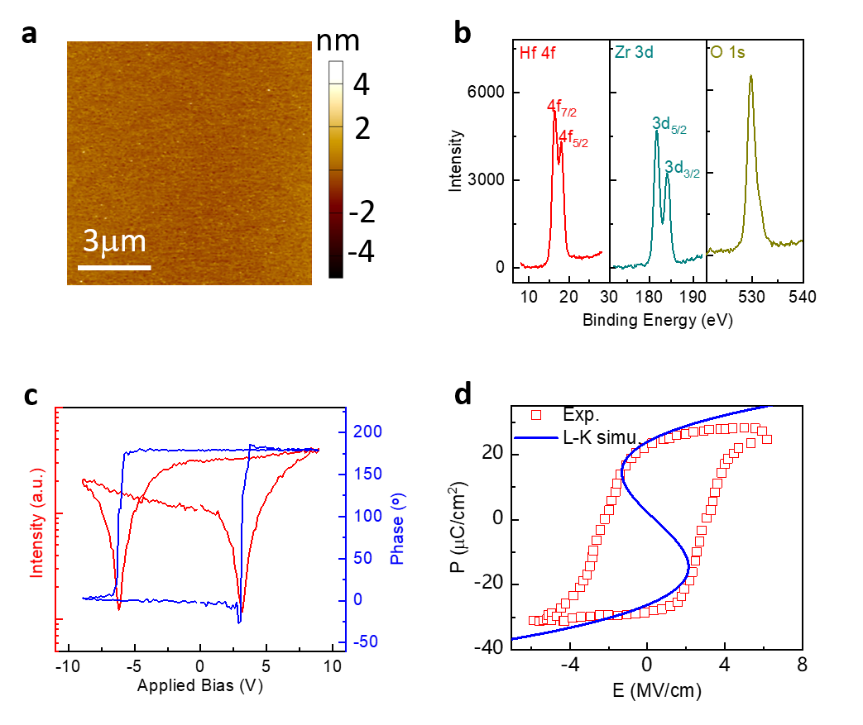 a
nm
4
2
-2
-4
3μm
b
Hf 4f
Zr 3d
O 1s
4f7/2
4f5/2
3d5/2
3d3/2
6000
3000
0
Intensity
10 20 30 180 190 530 540
Binding Energy (eV)
c
Intensity (a.u.)
200
150
100
50
0
-50
Phase (º)
-10 -5 0 5 10
Applied Bias (V)
d
Exp.
L-K simu.
20
0
-20
-40
P (μC/cm2)
-4 0 4 8
E (MV/cm)